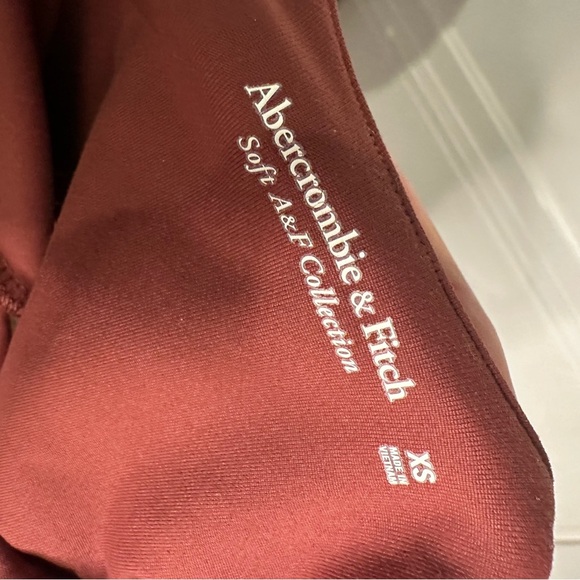 Abercrombie & Fitch
Soft A&F Collection
XS
MADE IN
VIETNAM